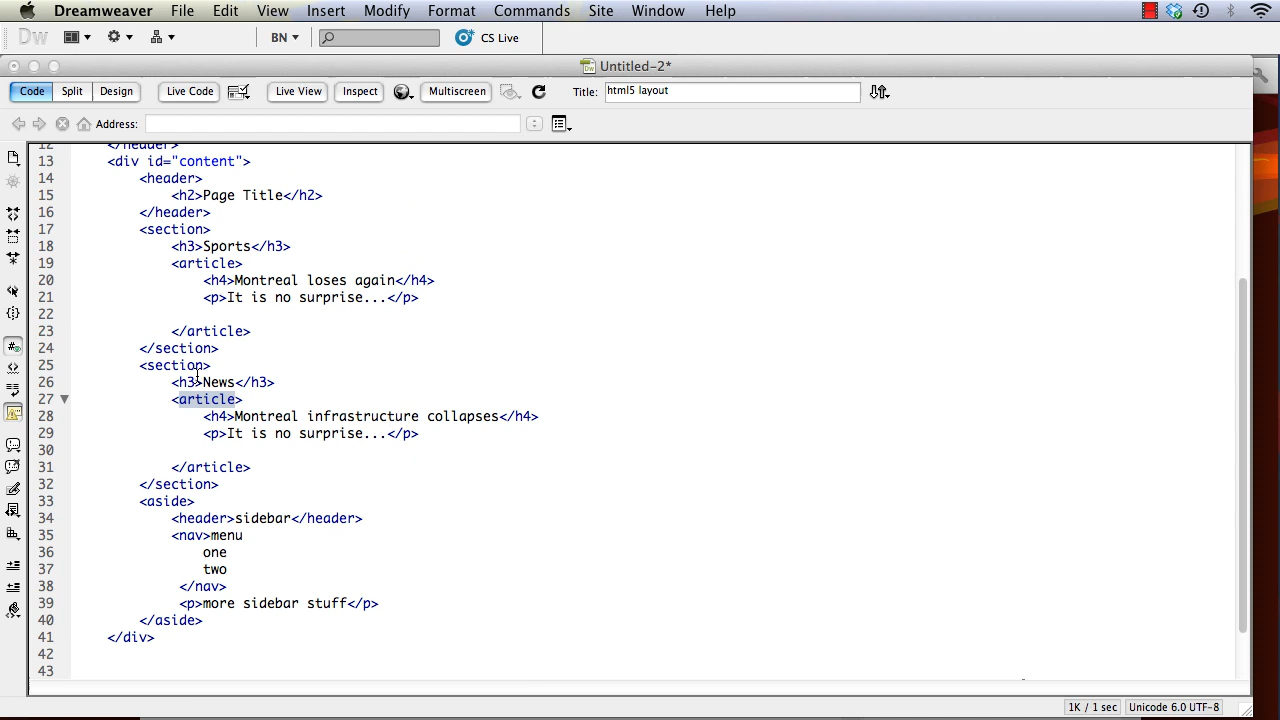 Dreamweaver File Edit View Insert Modify Format Commands Site Window Help
Dw BN CS Live
Untitled-2*
Code Split Design Live Code Live View Inspect Multiscreen Title: html5 layout
Address:
12 </header>
13 <div id="content">
14 <header>
15 <h2>Page Title</h2>
16 </header>
17 <section>
18 <h3>Sports</h3>
19 <article>
20 <h4>Montreal loses again</h4>
21 <p>It is no surprise...</p>
22
23 </article>
24 </section>
25 <section>
26 <h3>News</h3>
27 <article>
28 <h4>Montreal infrastructure collapses</h4>
29 <p>It is no surprise...</p>
30
31 </article>
32 </section>
33 <aside>
34 <header>sidebar</header>
35 <nav>menu
36 one
37 two
38 </nav>
39 <p>more sidebar stuff</p>
40 </aside>
41 </div>
42
43
1K / 1 sec Unicode 6.0 UTF-8